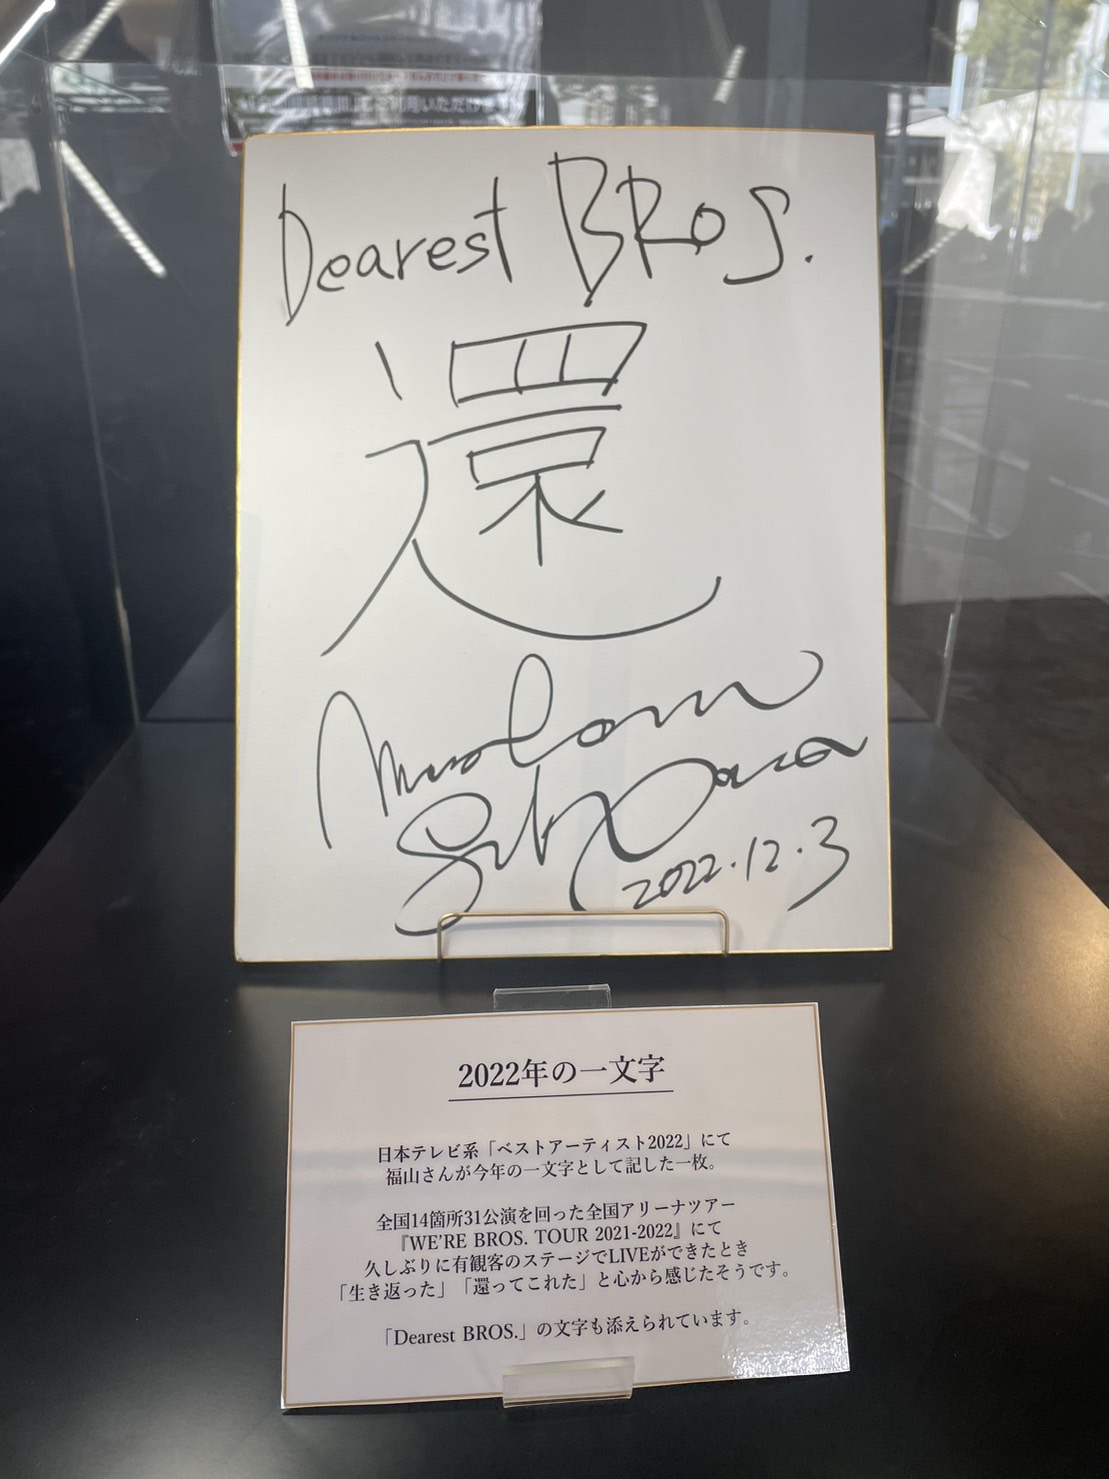 Dearest BROS.
還
2022.12.3
2022年の一文字
日本テレビ系「ベストアーティスト2022」にて
福山さんが今年の一文字として記した一枚。
全国14箇所31公演を回った全国アリーナツアー
『WE'RE BROS. TOUR 2021-2022』にて
久しぶりに有観客のステージでLIVEができたとき
「生き返った」「還ってこれた」と心から感じたそうです。
「Dearest BROS.」の文字も添えられています。